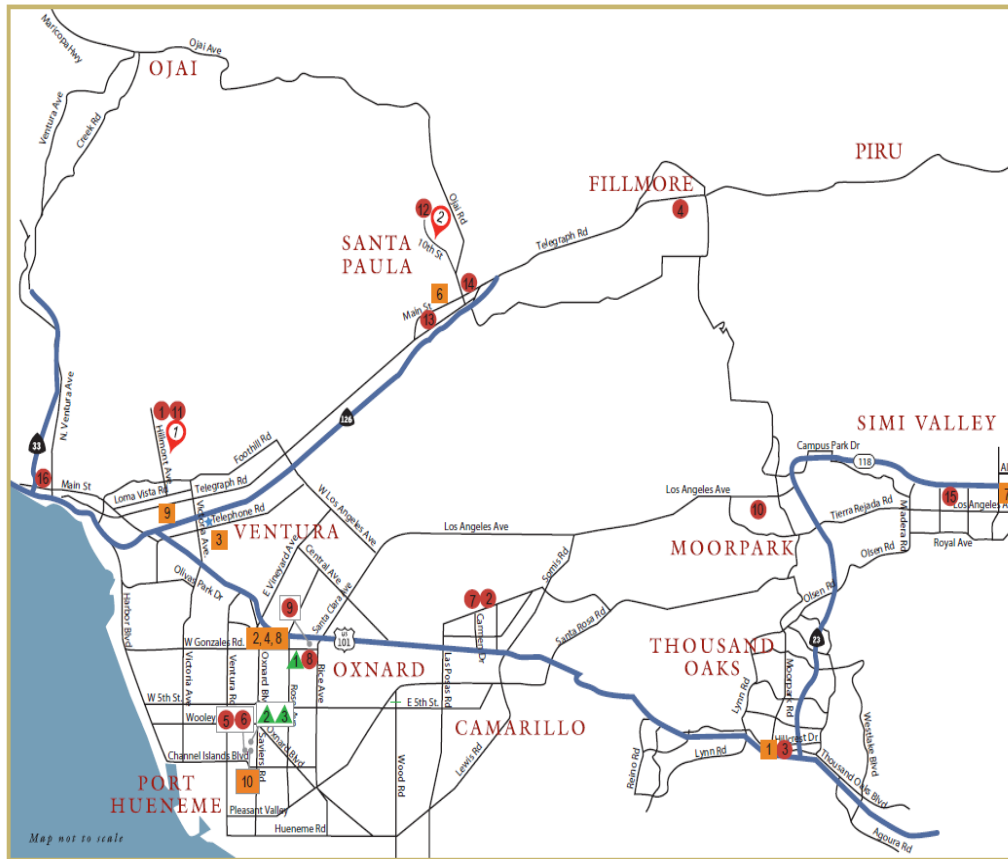 Maricopa Hwy
Ojai Ave
OJAI
Ventura Ave
Creek Rd
PIRU
FILLMORE
4
12
2
Ojai Rd
10th St
Telegraph Rd
SANTA
PAULA
14
6
Main St
13
126
33
N. Ventura Ave
1
11
1
Hillmont Ave
Foothill Rd
16
Main St
Loma Vista Rd
Telegraph Rd
Telephone Rd
Victoria Ave.
9
3
VENTURA
W Los Angeles Ave
SIMI VALLEY
Campus Park Dr
118
7
15
Los Angeles Ave
Los Angeles Ave
10
Tierra Rejada Rd
Madera Rd
Royal Ave
MOORPARK
Olsen Rd
Los Angeles Ave
E Vineyard Ave
Central Ave
Santa Clara Ave
Somis Rd
Olivas Park Dr
Harbor Blvd
9
7
2
Carmen Dr
Santa Rosa Rd
Olsen Rd
W Gonzales Rd.
2, 4, 8
US
101
1
8
OXNARD
Las Posas Rd
THOUSAND
OAKS
23
Moorpark Rd
Lynn Rd
Victoria Ave
Ventura Rd
Oxnard Bl
Rose
Rice Ave
W 5th St.
E 5th St.
Wooley
5
6
2
3
CAMARILLO
Channel Islands Blvd
Oxnard Blvd
Saviers Rd
Wood Rd
Lewis Rd
Reino Rd
Lynn Rd
Hillcrest Dr
1
3
Westlake Blvd
Thousand Oaks Blvd
PORT
HUENEME
10
Pleasant Valley
Hueneme Rd
Agoura Rd
Map not to scale